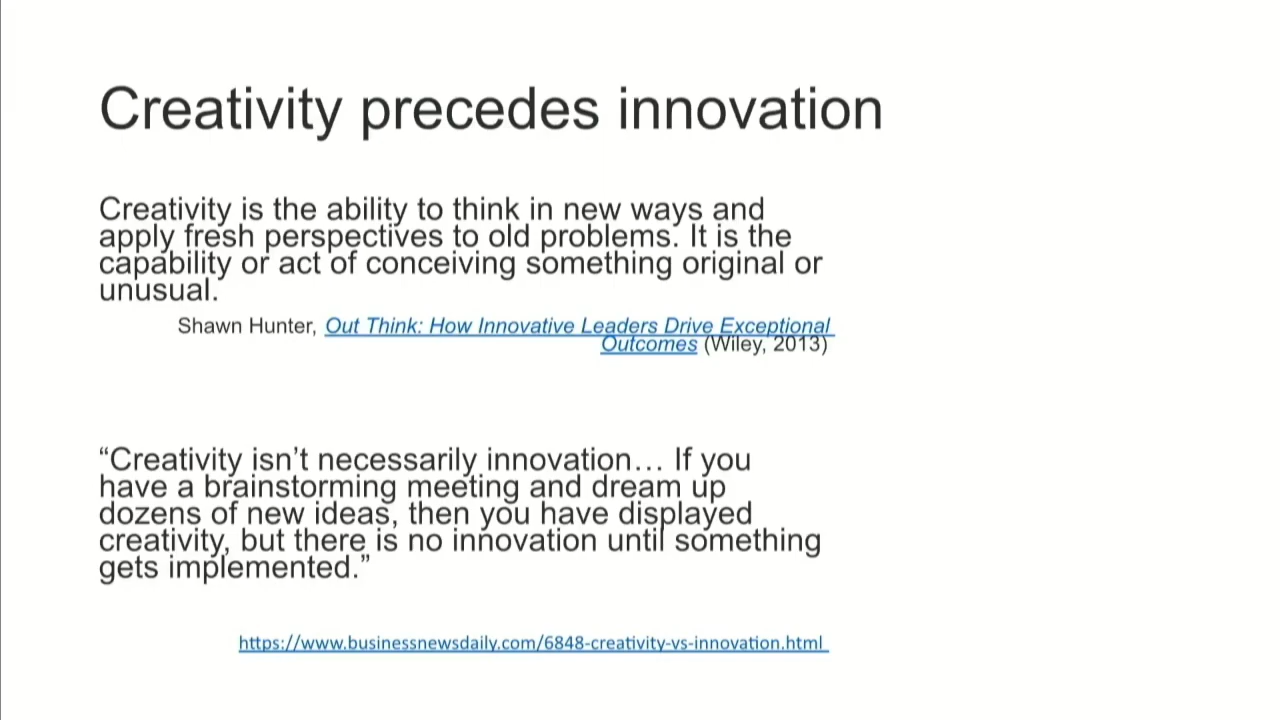 Creativity precedes innovation
Creativity is the ability to think in new ways and
apply fresh perspectives to old problems. It is the
capability or act of conceiving something original or
unusual.
Shawn Hunter, Out Think: How Innovative Leaders Drive Exceptional
Outcomes (Wiley, 2013)
“Creativity isn’t necessarily innovation… If you
have a brainstorming meeting and dream up
dozens of new ideas, then you have displayed
creativity, but there is no innovation until something
gets implemented.”
https://www.businessnewsdaily.com/6848-creativity-vs-innovation.html